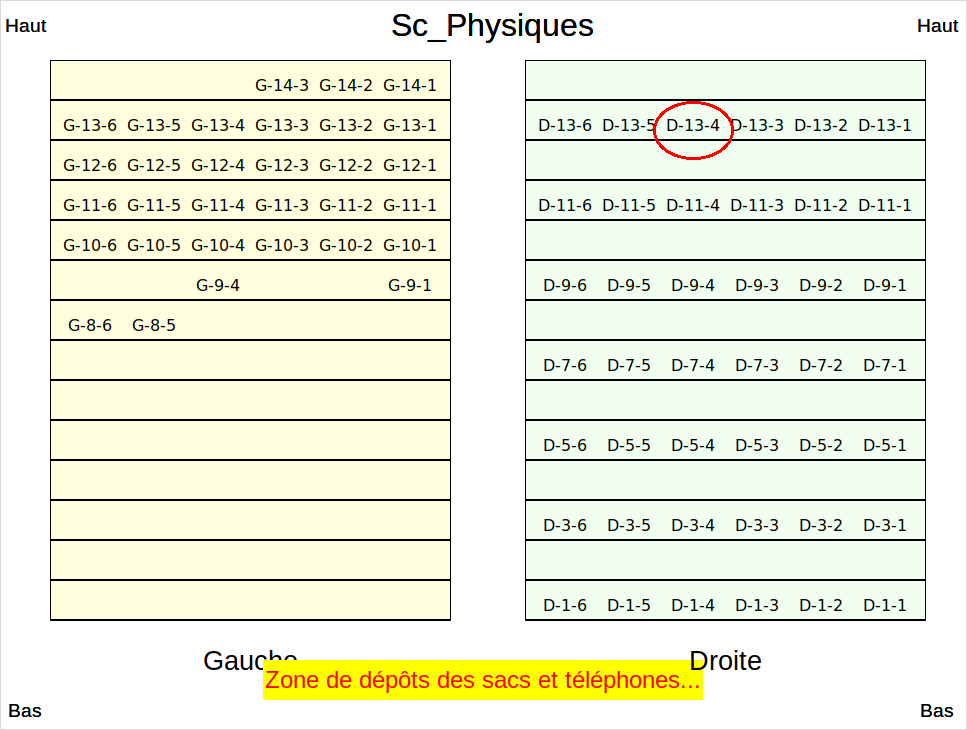 Haut Sc_Physiques Haut
G-14-3 G-14-2 G-14-1
G-13-6 G-13-5 G-13-4 G-13-3 G-13-2 G-13-1 D-13-6 D-13-5 D-13-4 D-13-3 D-13-2 D-13-1
G-12-6 G-12-5 G-12-4 G-12-3 G-12-2 G-12-1
G-11-6 G-11-5 G-11-4 G-11-3 G-11-2 G-11-1 D-11-6 D-11-5 D-11-4 D-11-3 D-11-2 D-11-1
G-10-6 G-10-5 G-10-4 G-10-3 G-10-2 G-10-1
G-9-4 G-9-1 D-9-6 D-9-5 D-9-4 D-9-3 D-9-2 D-9-1
G-8-6 G-8-5
D-7-6 D-7-5 D-7-4 D-7-3 D-7-2 D-7-1
D-5-6 D-5-5 D-5-4 D-5-3 D-5-2 D-5-1
D-3-6 D-3-5 D-3-4 D-3-3 D-3-2 D-3-1
D-1-6 D-1-5 D-1-4 D-1-3 D-1-2 D-1-1
Gauche Droite
Zone de dépôts des sacs et téléphones...
Bas Bas